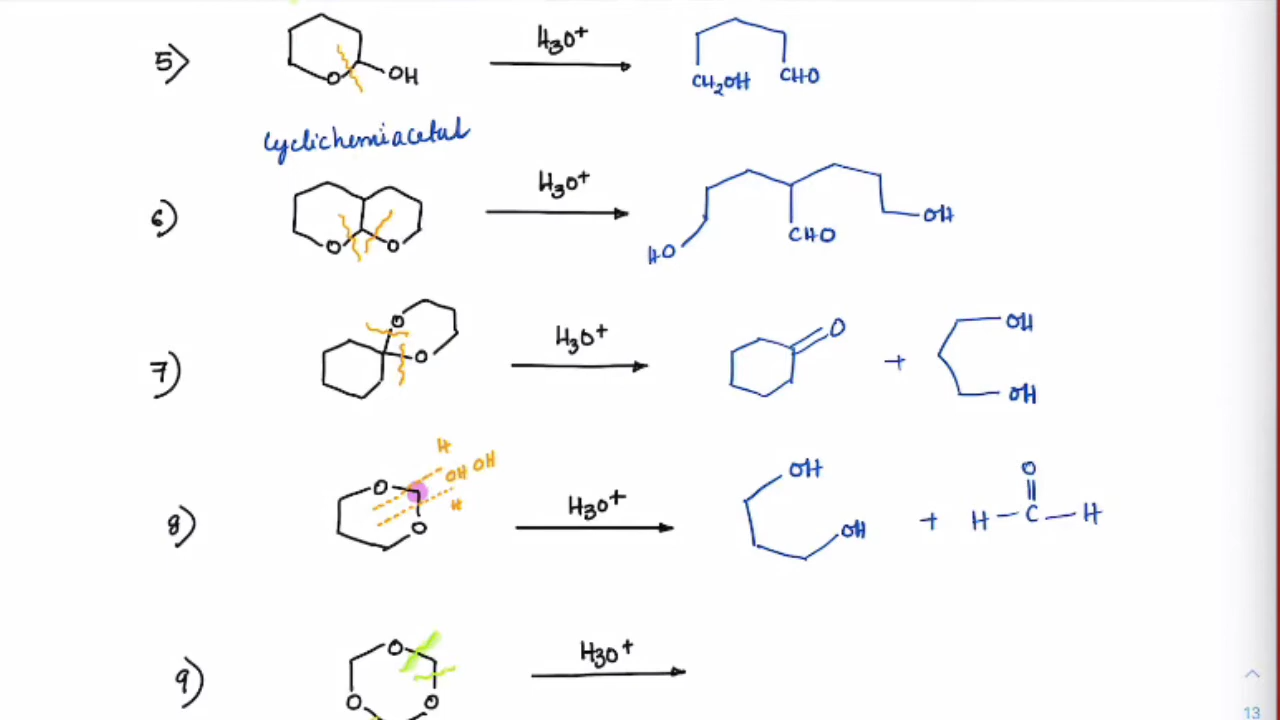 5) O OH H3O+ CH2OH CHO
Cyclichemiacetal
6) O O H3O+ HO CHO OH
7) O O H3O+ O + OH OH
8) O O H OH OH H H3O+ OH OH + H-C-H O
9) O O O H3O+
13